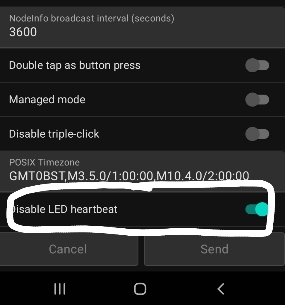 NodeInfo broadcast interval (seconds)
3600
Double tap as button press
Managed mode
Disable triple-click
POSIX Timezone
GMT0BST,M3.5.0/1:00:00,M10.4.0/2:00:00
Disable LED heartbeat
Cancel
Send